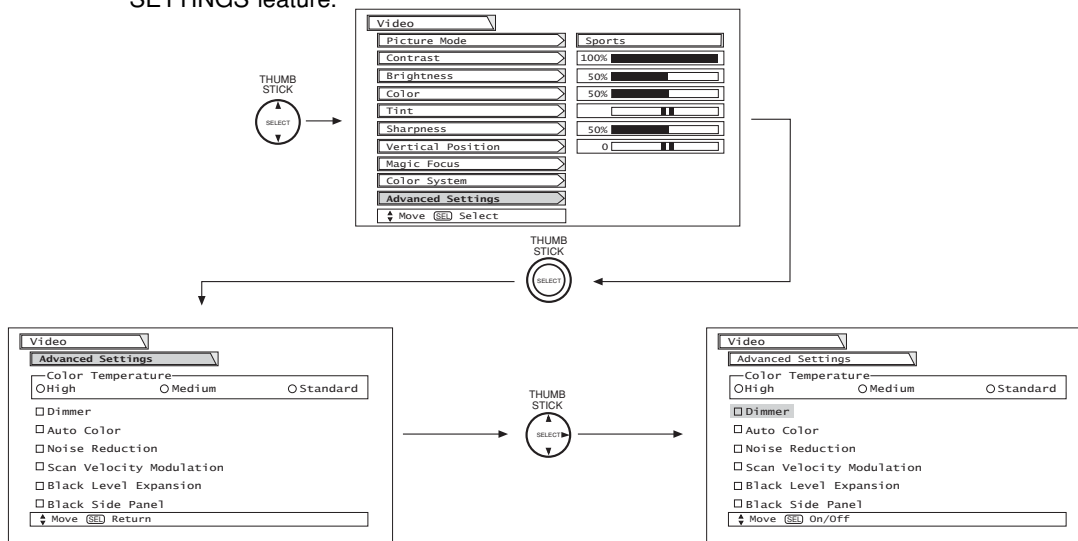 SETTINGS feature.
Video
Picture Mode
Sports
Contrast
100%
Brightness
50%
Color
50%
Tint
Sharpness
50%
Vertical Position
0
Magic Focus
Color System
Advanced Settings
Move SEL Select
THUMB
STICK
SELECT
THUMB
STICK
SELECT
Video
Advanced Settings
Color Temperature
High Medium Standard
Dimmer
Auto Color
Noise Reduction
Scan Velocity Modulation
Black Level Expansion
Black Side Panel
Move SEL Return
THUMB
STICK
SELECT
Video
Advanced Settings
Color Temperature
High Medium Standard
Dimmer
Auto Color
Noise Reduction
Scan Velocity Modulation
Black Level Expansion
Black Side Panel
Move SEL On/Off